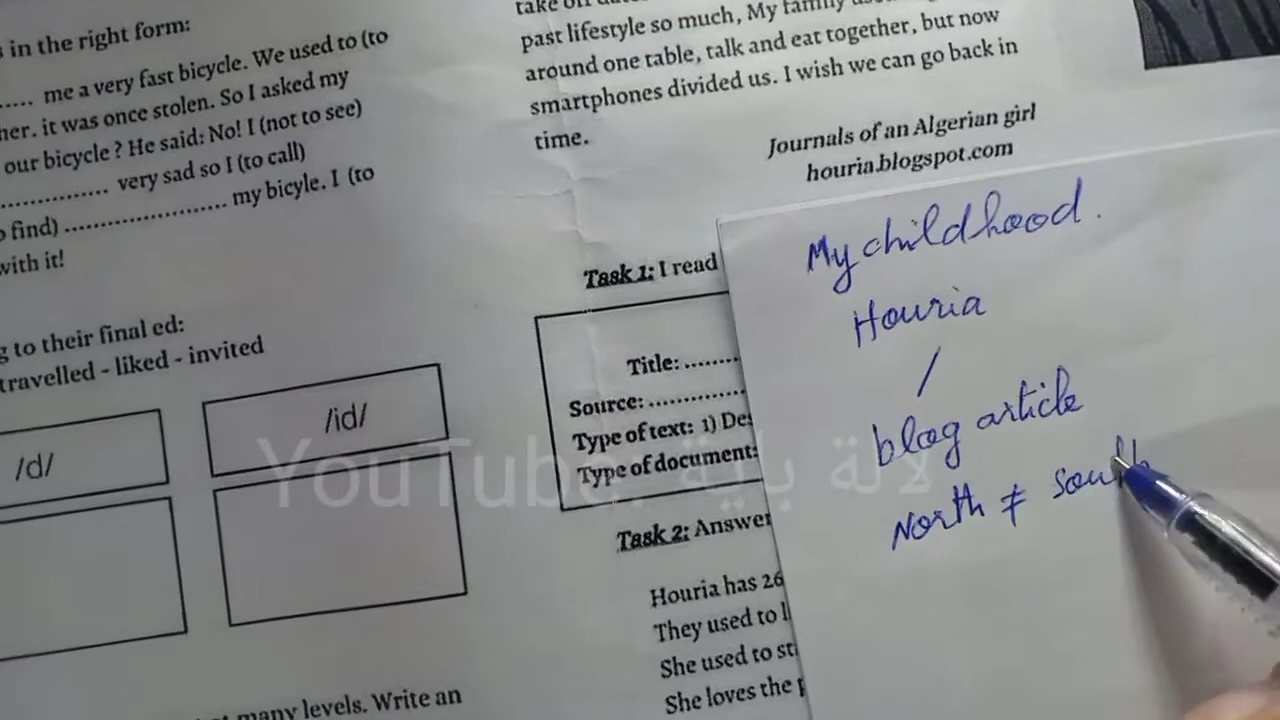 s in the right form:
..... me a very fast bicycle. We used to (to
her. it was once stolen. So I asked my
our bicycle ? He said: No! I (not to see)
.................... very sad so I (to call)
find) ........................ my bicyle. I (to
with it!
g to their final ed:
travelled - liked - invited
/d/
/id/
many levels. Write an
take off
past lifestyle so much, My family
around one table, talk and eat together, but now
smartphones divided us. I wish we can go back in
time.
Journals of an Algerian girl
houria.blogspot.com
Task 1: I read
Title: ........
Source: ..............
Type of text: 1) Des
Type of document:
Task 2: Answer
Houria has 26
They used to l
She used to st
She loves the
My childhood.
Houria
/
blog article
North ≠ South
YouTube: لالة باية